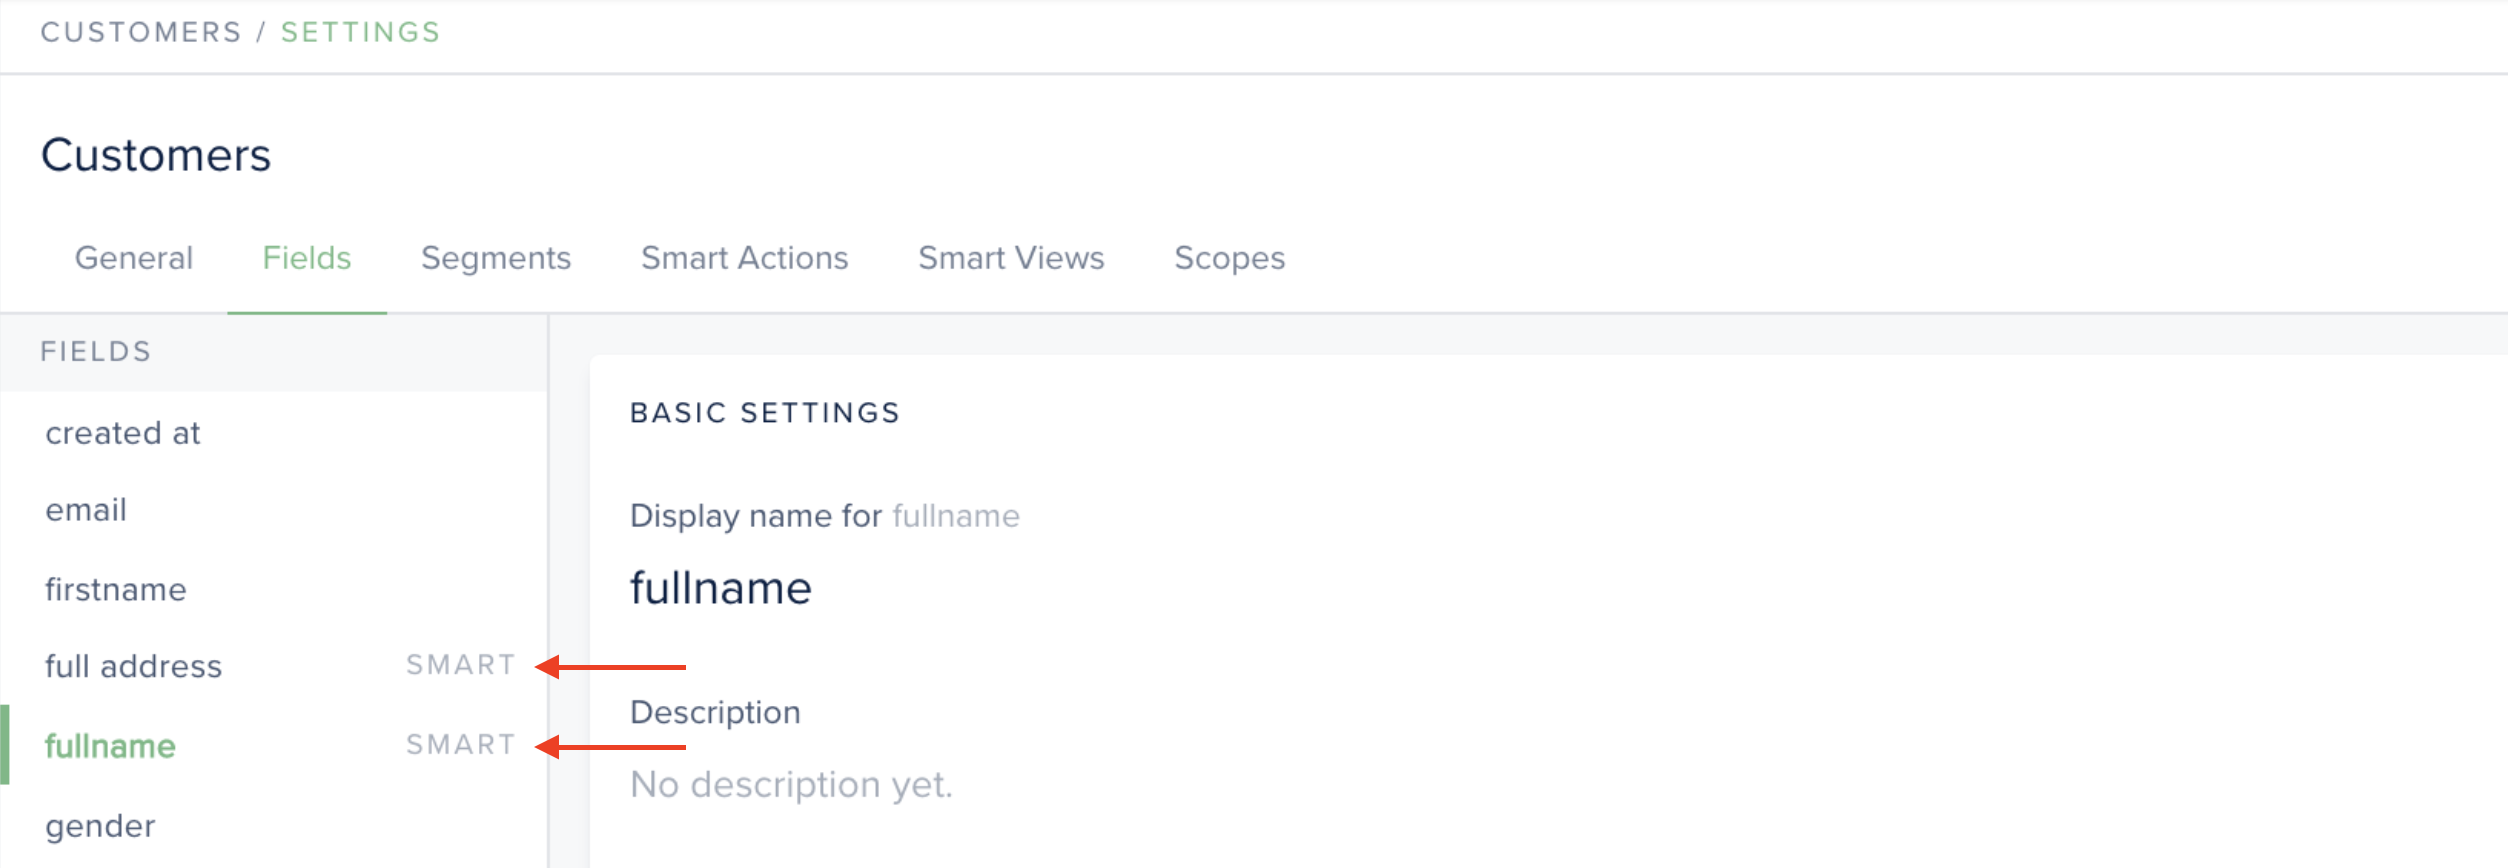 CUSTOMERS / SETTINGS
Customers
General Fields Segments Smart Actions Smart Views Scopes
FIELDS
created at
email
firstname
full address SMART
fullname SMART
gender
BASIC SETTINGS
Display name for fullname
fullname
Description
No description yet.